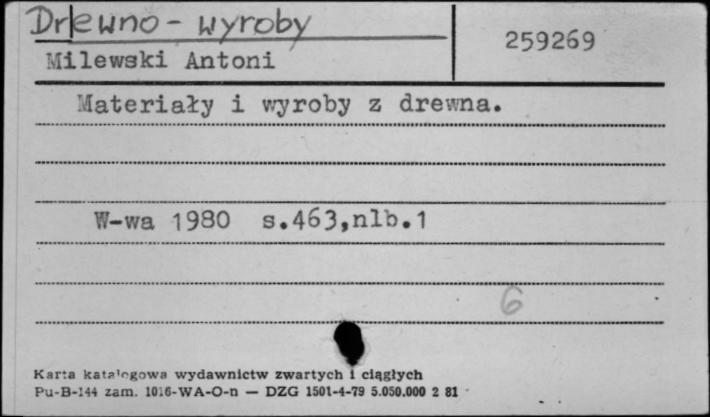 Drewno - wyroby
259269
Milewski Antoni
Materiały i wyroby z drewna.
W-wa 1980 s.463,nlb.1
6
Karta katalogowa wydawnictw zwartych i ciągłych
Pu-B-144 zam. 1016-WA-O-n — DZG 1501-4-79 5.050.000 2 81